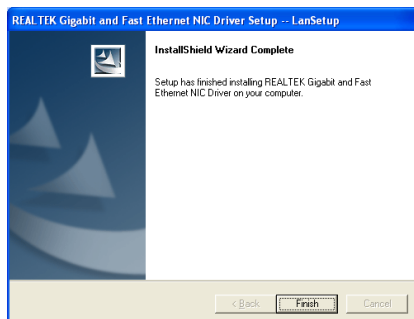 REALTEK Gigabit and Fast Ethernet NIC Driver Setup -- LanSetup
InstallShield Wizard Complete
Setup has finished installing REALTEK Gigabit and Fast
Ethernet NIC Driver on your computer.
< Back
Finish
Cancel